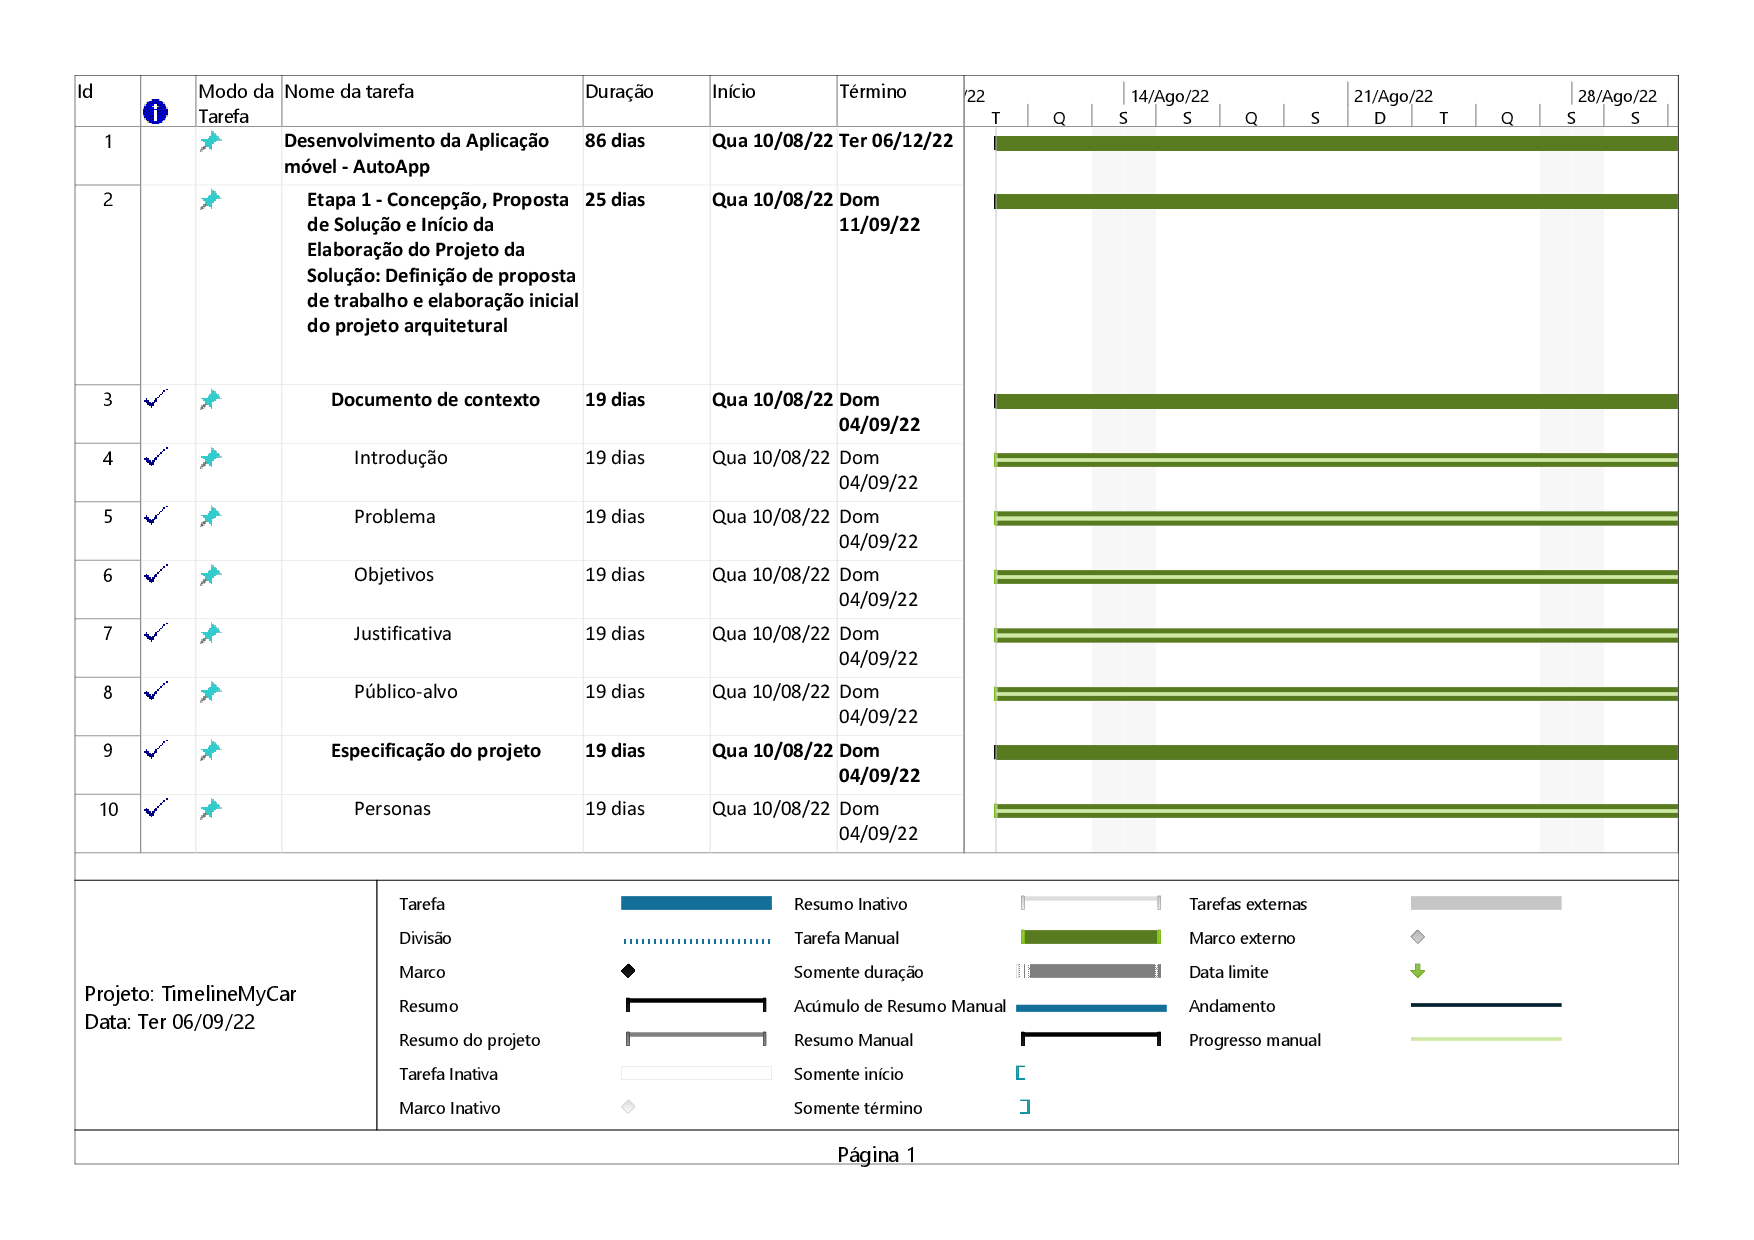 Id
Modo da
Tarefa
Nome da tarefa
Duração
Início
Término
/22
14/Ago/22
21/Ago/22
28/Ago/22
T Q S S Q S D T Q S S
1 Desenvolvimento da Aplicação 86 dias Qua 10/08/22 Ter 06/12/22
móvel - AutoApp
2 Etapa 1 - Concepção, Proposta 25 dias Qua 10/08/22 Dom
de Solução e Início da 11/09/22
Elaboração do Projeto da
Solução: Definição de proposta
de trabalho e elaboração inicial
do projeto arquitetural
3 Documento de contexto 19 dias Qua 10/08/22 Dom
04/09/22
4 Introdução 19 dias Qua 10/08/22 Dom
04/09/22
5 Problema 19 dias Qua 10/08/22 Dom
04/09/22
6 Objetivos 19 dias Qua 10/08/22 Dom
04/09/22
7 Justificativa 19 dias Qua 10/08/22 Dom
04/09/22
8 Público-alvo 19 dias Qua 10/08/22 Dom
04/09/22
9 Especificação do projeto 19 dias Qua 10/08/22 Dom
04/09/22
10 Personas 19 dias Qua 10/08/22 Dom
04/09/22
Projeto: TimelineMyCar
Data: Ter 06/09/22
Tarefa
Divisão
Marco
Resumo
Resumo do projeto
Tarefa Inativa
Marco Inativo
Resumo Inativo
Tarefa Manual
Somente duração
Acúmulo de Resumo Manual
Resumo Manual
Somente início
Somente término
Tarefas externas
Marco externo
Data limite
Andamento
Progresso manual
Página 1